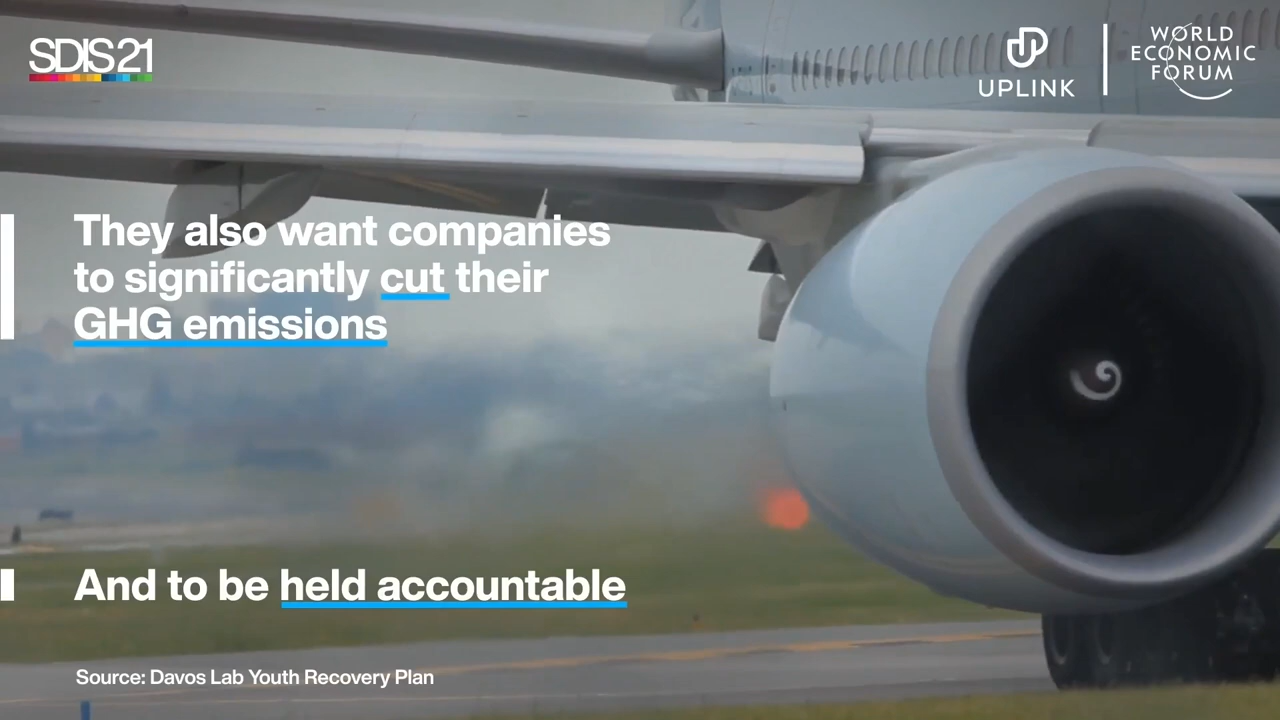 SDIS21
UPLINK
WORLD
ECONOMIC
FORUM
They also want companies
to significantly cut their
GHG emissions
And to be held accountable
Source: Davos Lab Youth Recovery Plan